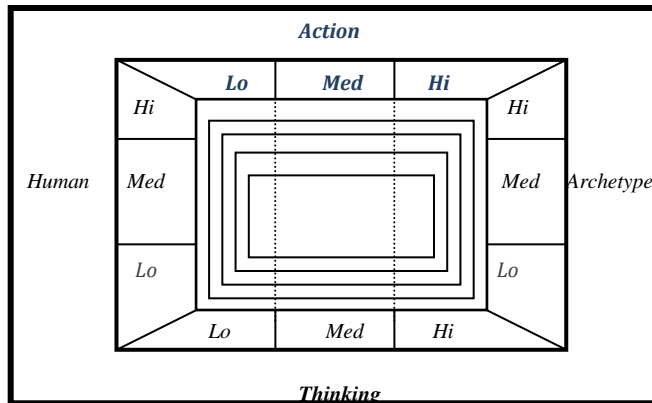 Action
Lo Med Hi
Hi Hi
Human Med Med Archetype
Lo Lo
Lo Med Hi
Thinking